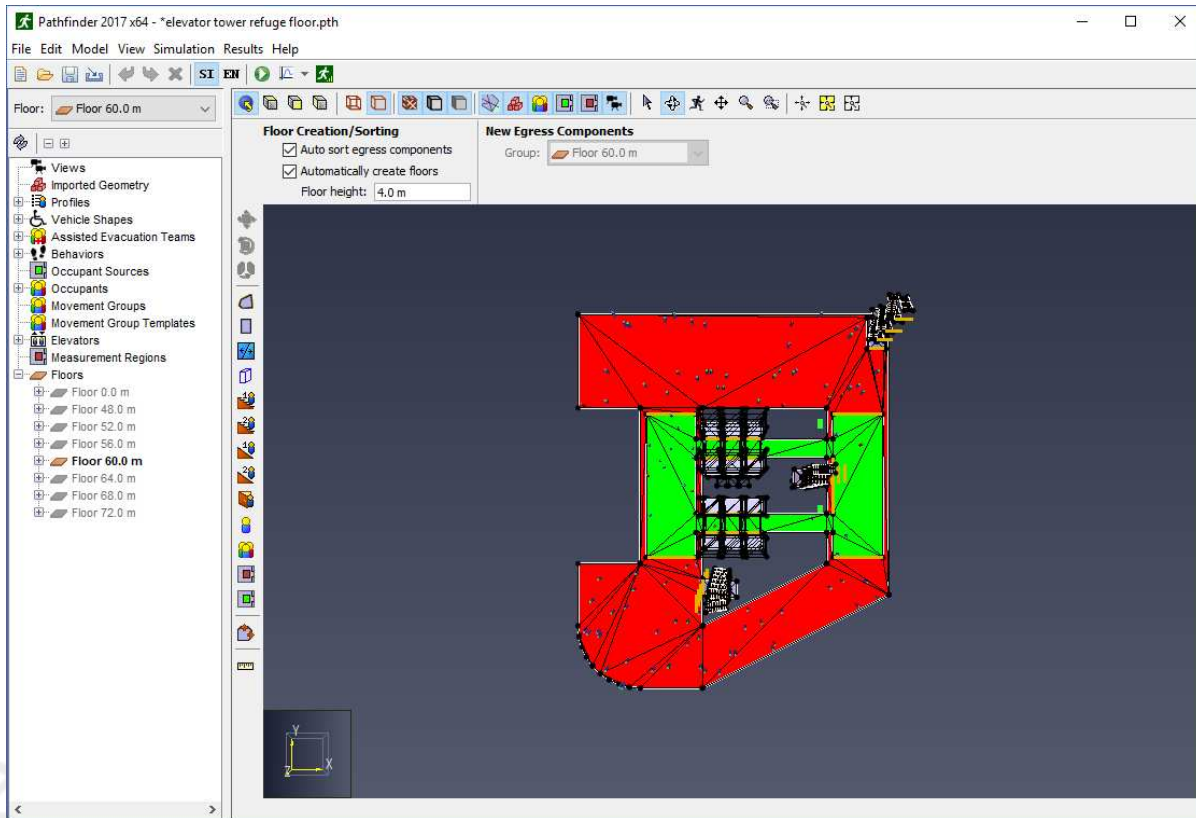 Pathfinder 2017 x64 - *elevator tower refuge floor.pth
File Edit Model View Simulation Results Help
SI EN
Floor: Floor 60.0 m
Floor Creation/Sorting
Auto sort egress components
Automatically create floors
Floor height: 4.0 m
New Egress Components
Group: Floor 60.0 m
Views
Imported Geometry
Profiles
Vehicle Shapes
Assisted Evacuation Teams
Behaviors
Occupant Sources
Occupants
Movement Groups
Movement Group Templates
Elevators
Measurement Regions
Floors
Floor 0.0 m
Floor 48.0 m
Floor 52.0 m
Floor 56.0 m
Floor 60.0 m
Floor 64.0 m
Floor 68.0 m
Floor 72.0 m
Y
Z
X